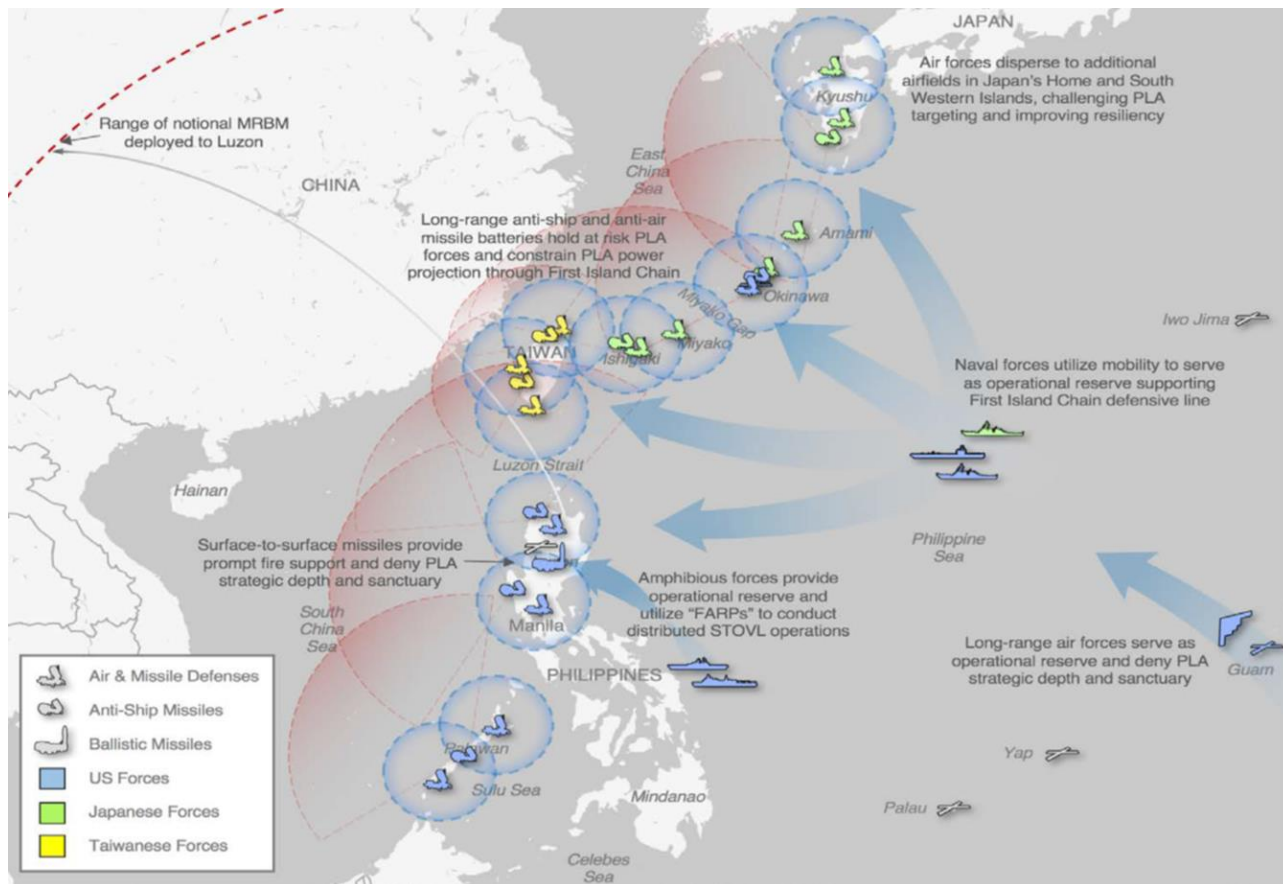 JAPAN
Air forces disperse to additional
airfields in Japan's Home and South
Western Islands, challenging PLA
targeting and improving resiliency
Kyushu
Range of notional MRBM
deployed to Luzon
CHINA
East
China
Sea
Long-range anti-ship and anti-air
missile batteries hold at risk PLA
forces and constrain PLA power
projection through First Island Chain
Amami
Okinawa
Miyako Gap
Iwo Jima
TAIWAN
Ishigaki
Miyako
Naval forces utilize mobility to serve
as operational reserve supporting
First Island Chain defensive line
Luzon Strait
Hainan
Philippine
Sea
Surface-to-surface missiles provide
prompt fire support and deny PLA
strategic depth and sanctuary
Amphibious forces provide
operational reserve and
utilize "FARPs" to conduct
distributed STOVL operations
South
China
Sea
Manila
Long-range air forces serve as
operational reserve and deny PLA
strategic depth and sanctuary
Guam
PHILIPPINES
Palawan
Sulu Sea
Yap
Mindanao
Palau
Celebes
Sea
Air & Missile Defenses
Anti-Ship Missiles
Ballistic Missiles
US Forces
Japanese Forces
Taiwanese Forces